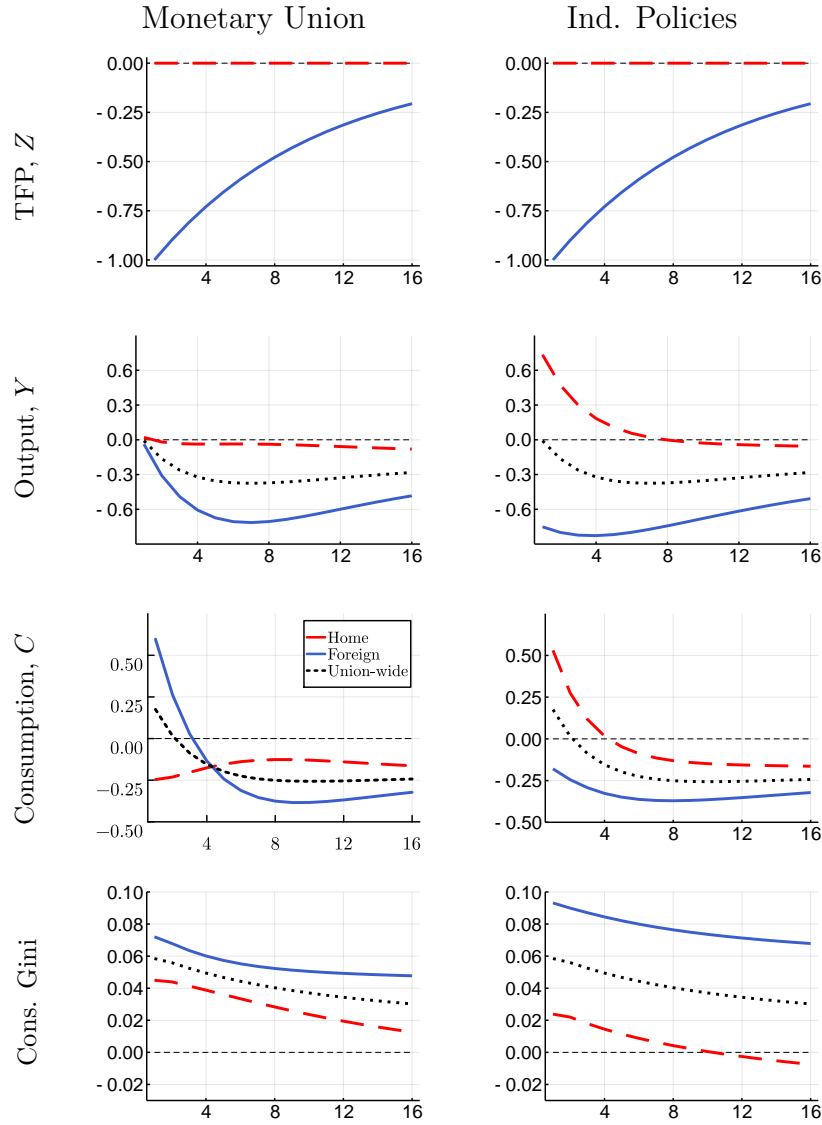 Monetary Union
Ind. Policies
TFP, Z
0.00
- 0.25
- 0.50
- 0.75
- 1.00
4 8 12 16
0.00
- 0.25
- 0.50
- 0.75
- 1.00
4 8 12 16
Output, Y
0.6
0.3
0.0
- 0.3
- 0.6
4 8 12 16
0.6
0.3
0.0
- 0.3
- 0.6
4 8 12 16
Consumption, C
0.50
0.25
0.00
−0.25
−0.50
4 8 12 16
Home
Foreign
Union-wide
0.50
0.25
0.00
- 0.25
- 0.50
4 8 12 16
Cons. Gini
0.10
0.08
0.06
0.04
0.02
0.00
- 0.02
4 8 12 16
0.10
0.08
0.06
0.04
0.02
0.00
- 0.02
4 8 12 16